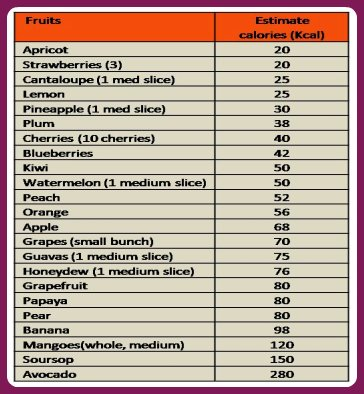 Fruits Estimate
calories (Kcal)
Apricot 20
Strawberries (3) 20
Cantaloupe (1 med slice) 25
Lemon 25
Pineapple (1 med slice) 30
Plum 38
Cherries (10 cherries) 40
Blueberries 42
Kiwi 50
Watermelon (1 medium slice) 50
Peach 52
Orange 56
Apple 68
Grapes (small bunch) 70
Guavas (1 medium slice) 75
Honeydew (1 medium slice) 76
Grapefruit 80
Papaya 80
Pear 80
Banana 98
Mangoes(whole, medium) 120
Soursop 150
Avocado 280